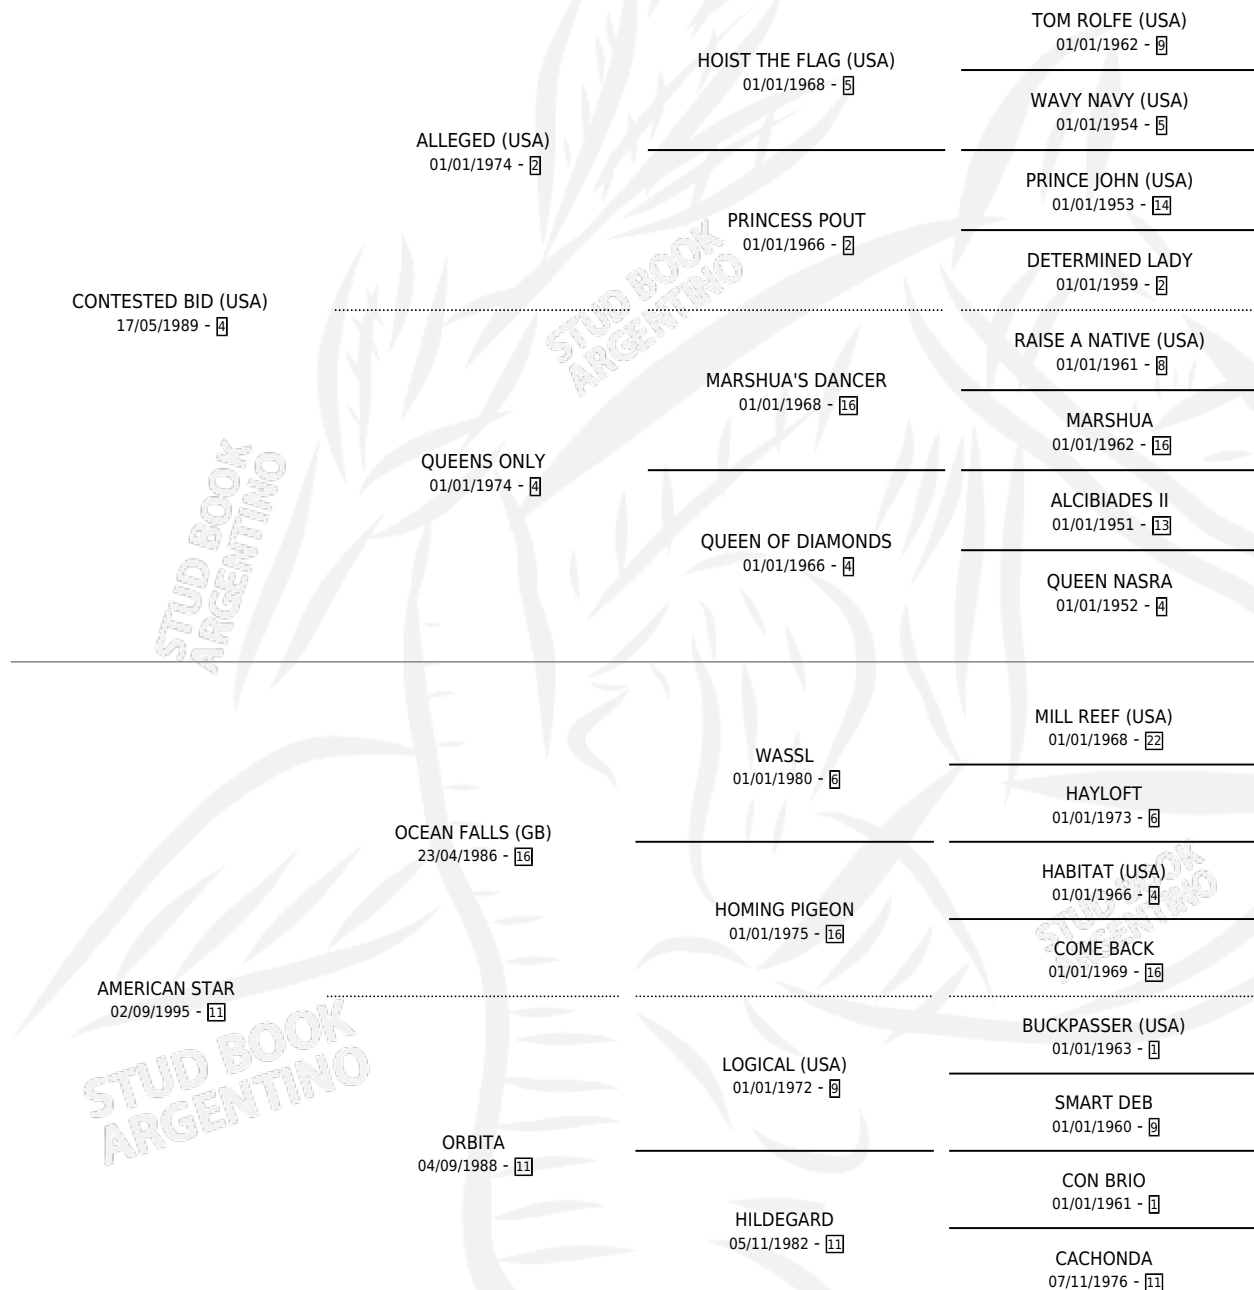 TOM ROLFE (USA)
01/01/1962 - 9
HOIST THE FLAG (USA)
01/01/1968 - 5
WAVY NAVY (USA)
01/01/1954 - 5
ALLEGED (USA)
01/01/1974 - 2
PRINCE JOHN (USA)
01/01/1953 - 14
PRINCESS POUT
01/01/1966 - 2
DETERMINED LADY
01/01/1959 - 2
CONTESTED BID (USA)
17/05/1989 - 4
RAISE A NATIVE (USA)
01/01/1961 - 8
MARSHUA'S DANCER
01/01/1968 - 16
MARSHUA
01/01/1962 - 16
QUEENS ONLY
01/01/1974 - 4
ALCIBIADES II
01/01/1951 - 13
QUEEN OF DIAMONDS
01/01/1966 - 4
QUEEN NASRA
01/01/1952 - 4
MILL REEF (USA)
01/01/1968 - 22
WASSL
01/01/1980 - 6
HAYLOFT
01/01/1973 - 6
OCEAN FALLS (GB)
23/04/1986 - 16
HABITAT (USA)
01/01/1966 - 4
HOMING PIGEON
01/01/1975 - 16
COME BACK
01/01/1969 - 16
AMERICAN STAR
02/09/1995 - 11
BUCKPASSER (USA)
01/01/1963 - 1
LOGICAL (USA)
01/01/1972 - 9
SMART DEB
01/01/1960 - 9
ORBITA
04/09/1988 - 11
CON BRIO
01/01/1961 - 1
HILDEGARD
05/11/1982 - 11
CACHONDA
07/11/1976 - 11
STUD BOOK
ARGENTINO
STUD BOOK
ARGENTINO
STUD BOOK
ARGENTINO
STUD BOOK
ARGENTINO